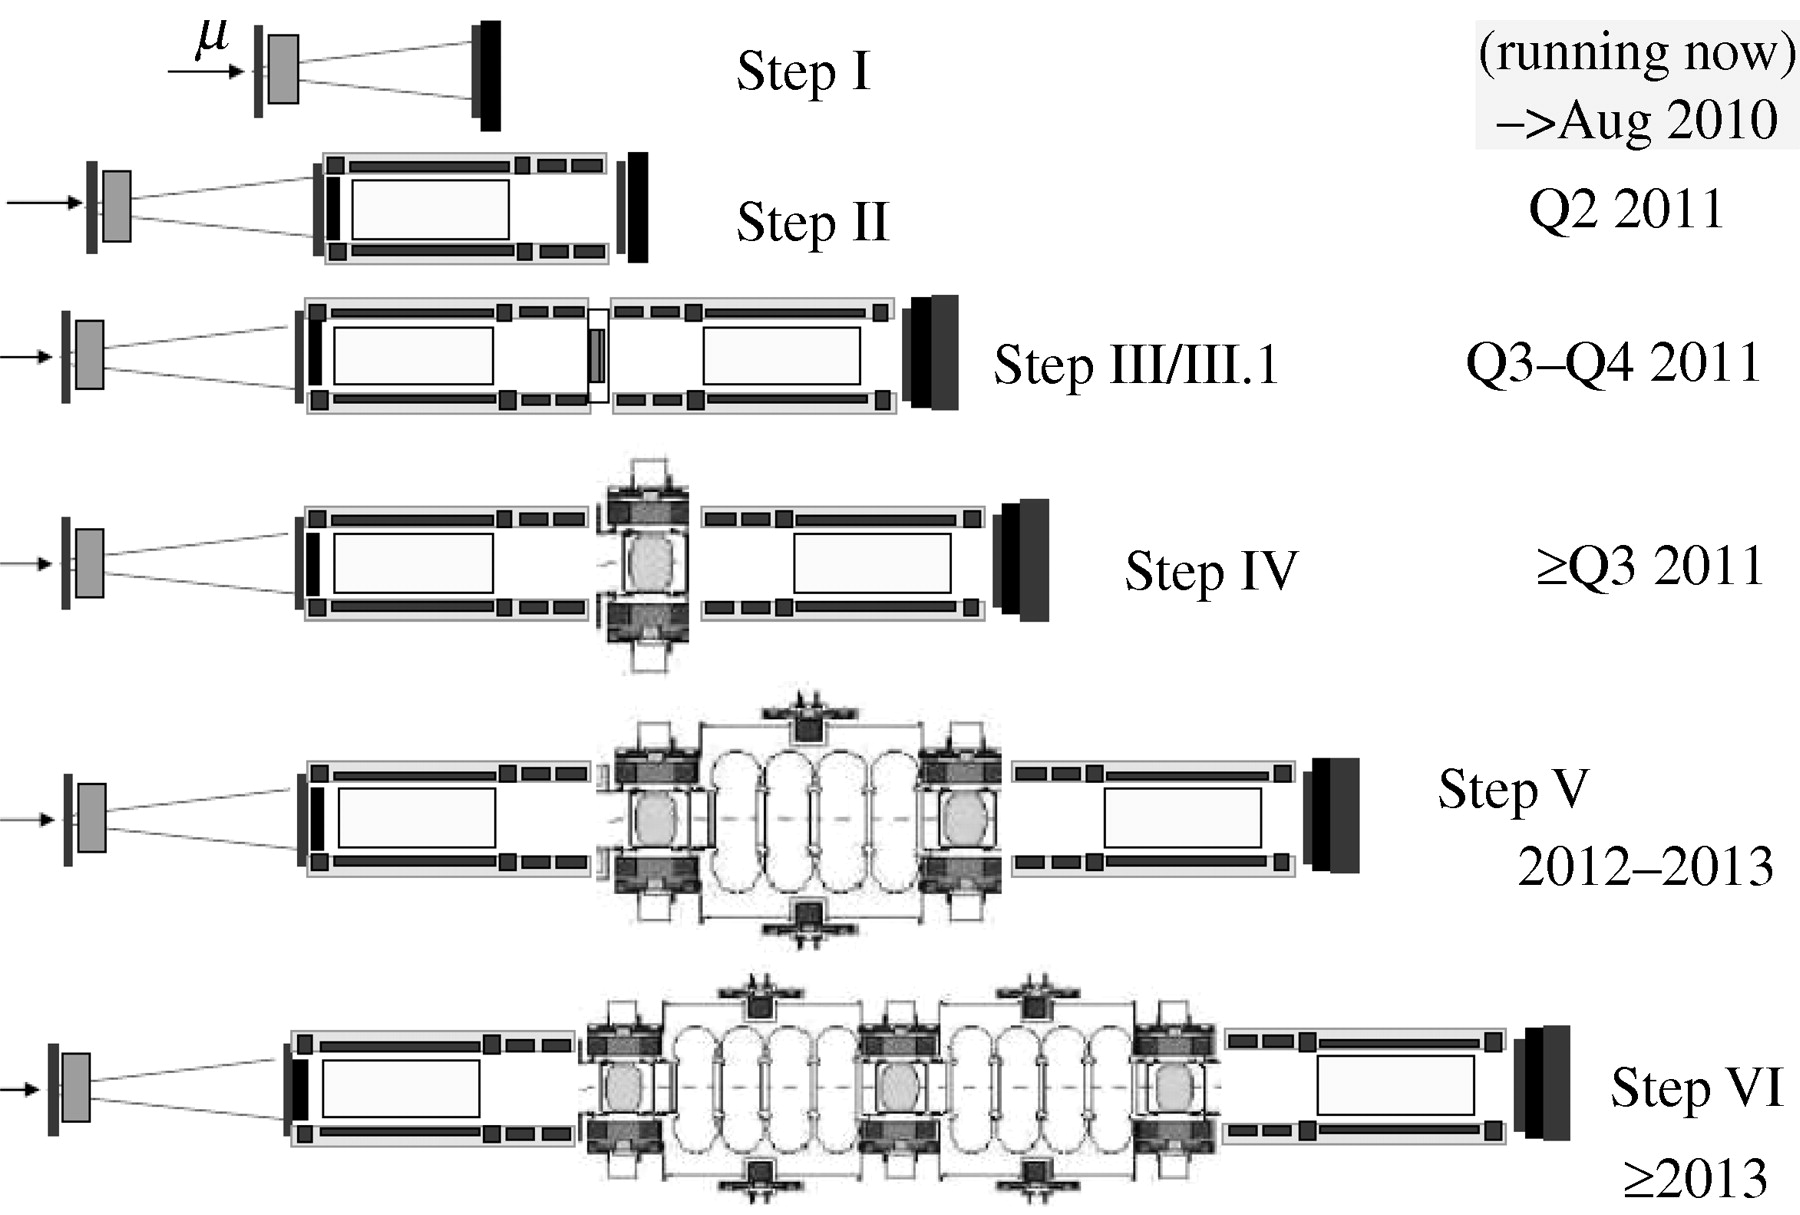 μ
Step I
(running now)
–>Aug 2010
Step II
Q2 2011
Step III/III.1
Q3–Q4 2011
Step IV
≥Q3 2011
Step V
2012–2013
Step VI
≥2013